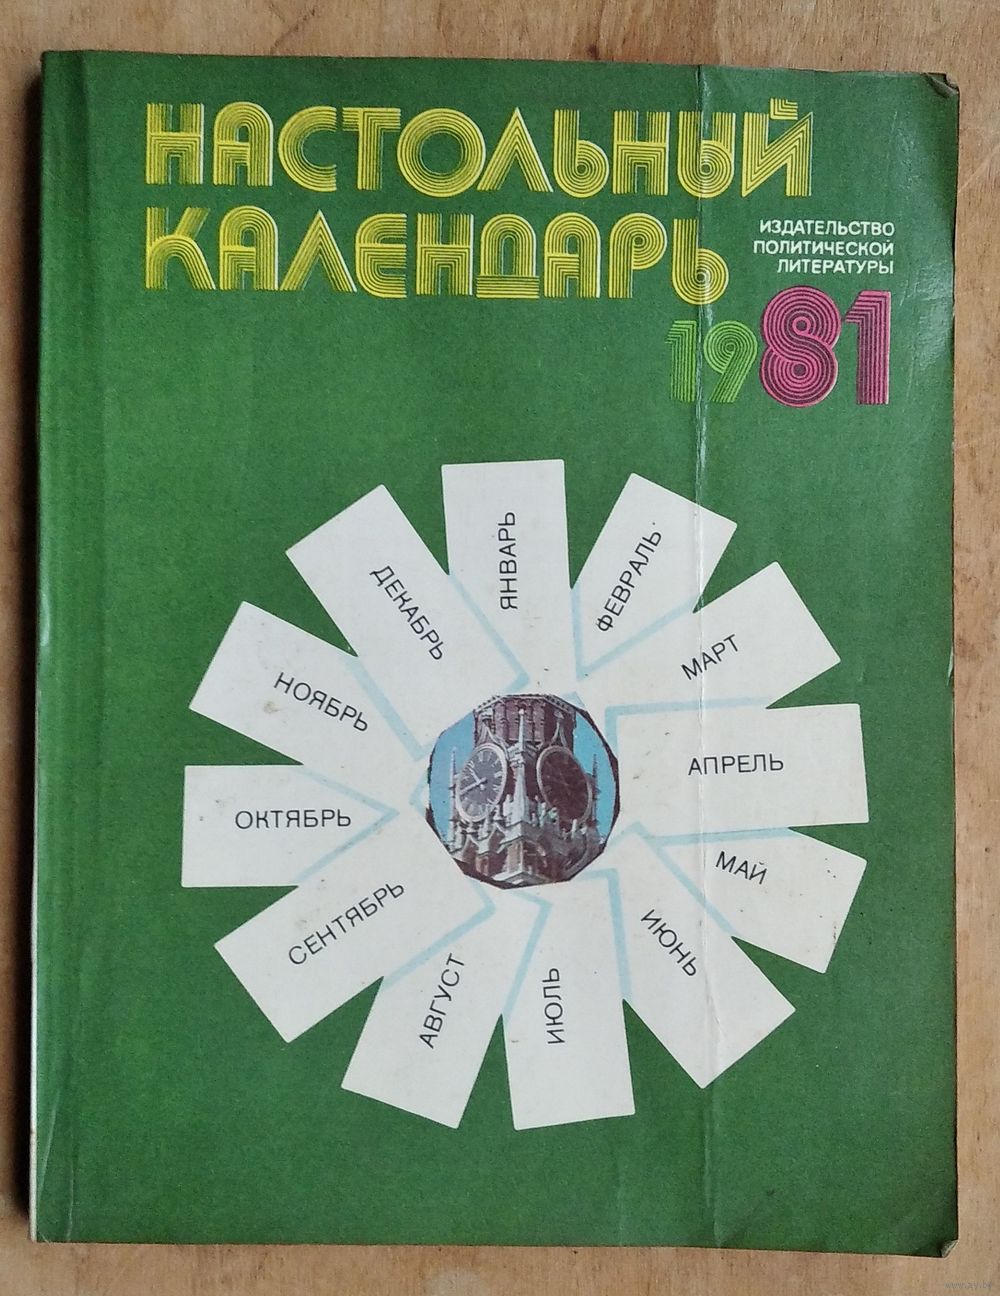 НАСТОЛЬНЫЙ
КАЛЕНДАРЬ
ИЗДАТЕЛЬСТВО
ПОЛИТИЧЕСКОЙ
ЛИТЕРАТУРЫ
1981
ЯНВАРЬ
ФЕВРАЛЬ
МАРТ
АПРЕЛЬ
МАЙ
ИЮНЬ
ИЮЛЬ
АВГУСТ
СЕНТЯБРЬ
ОКТЯБРЬ
НОЯБРЬ
ДЕКАБРЬ